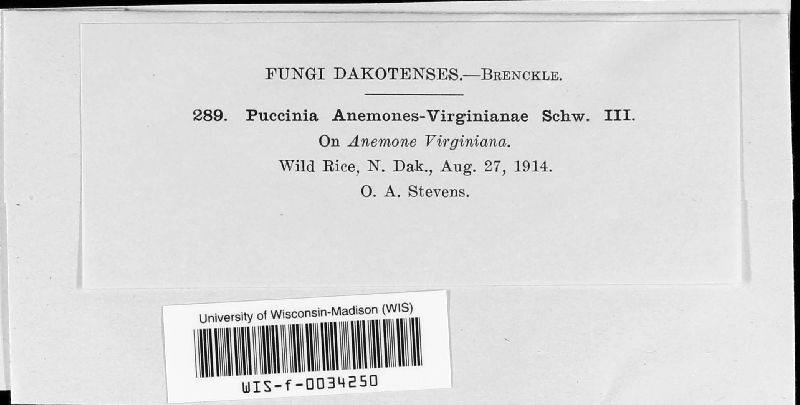 FUNGI DAKOTENSES.—BRENCKLE.
289. Puccinia Anemones-Virginianae Schw. III.
On Anemone Virginiana.
Wild Rice, N. Dak., Aug. 27, 1914.
O. A. Stevens.
University of Wisconsin-Madison (WIS)
WIS-f-0034250